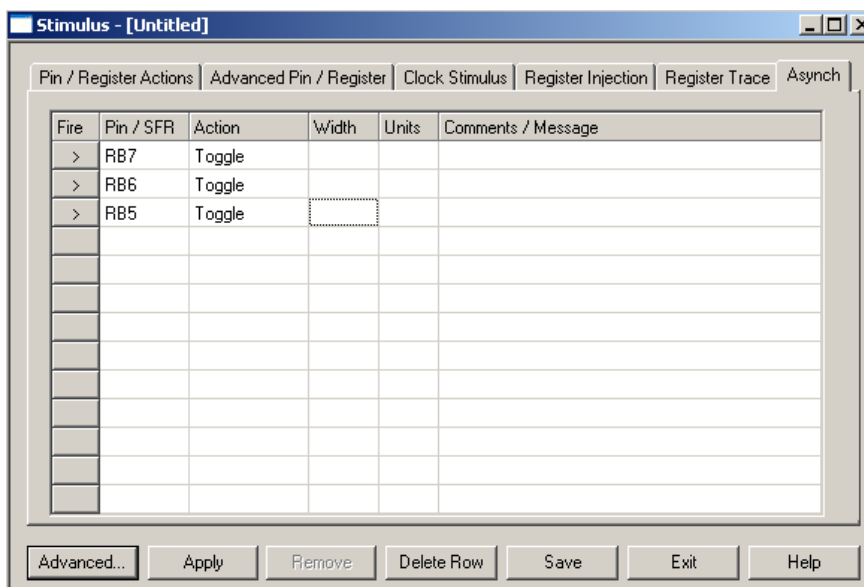 Stimulus - [Untitled]
Pin / Register Actions Advanced Pin / Register Clock Stimulus Register Injection Register Trace Asynch
Fire Pin / SFR Action Width Units Comments / Message
> RB7 Toggle
> RB6 Toggle
> RB5 Toggle
Advanced... Apply Remove Delete Row Save Exit Help